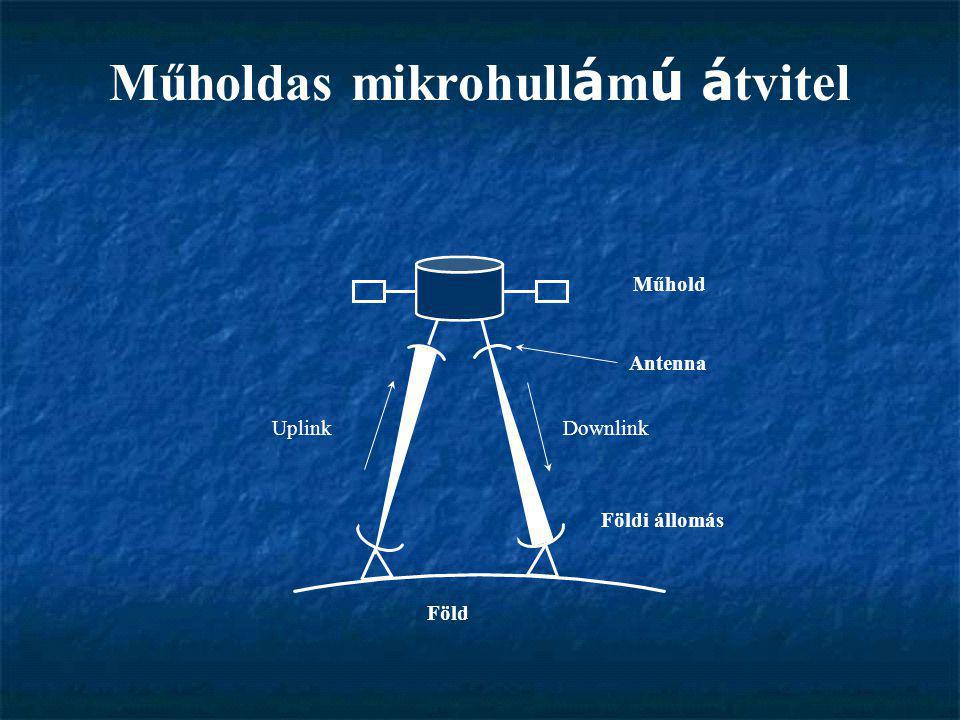 Műholdas mikrohullámú átvitel
Műhold
Antenna
Uplink
Downlink
Földi állomás
Föld